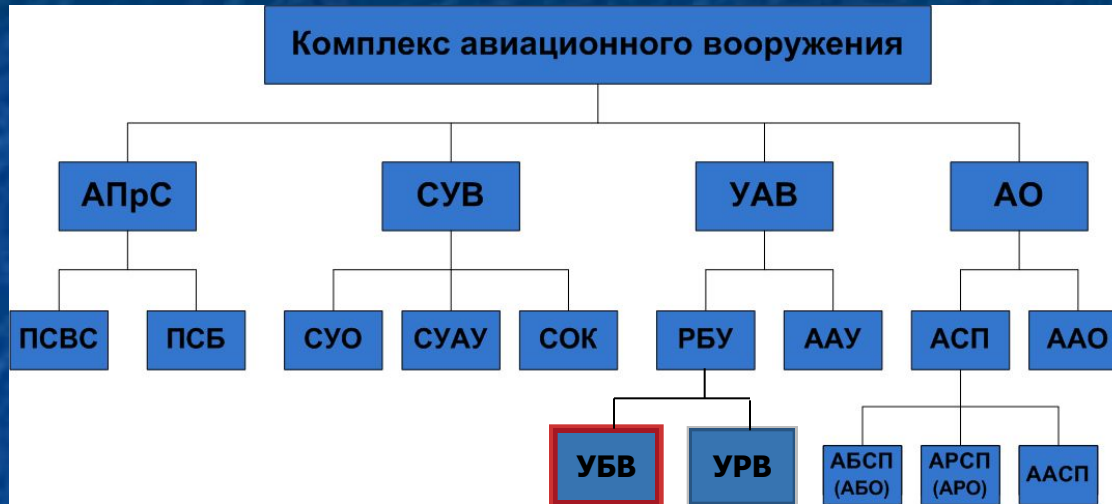 Комплекс авиационного вооружения
АПрС
СУВ
УАВ
АО
ПСВС
ПСБ
СУО
СУАУ
СОК
РБУ
ААУ
АСП
ААО
УБВ
УРВ
АБСП
(АБО)
АРСП
(АРО)
ААСП